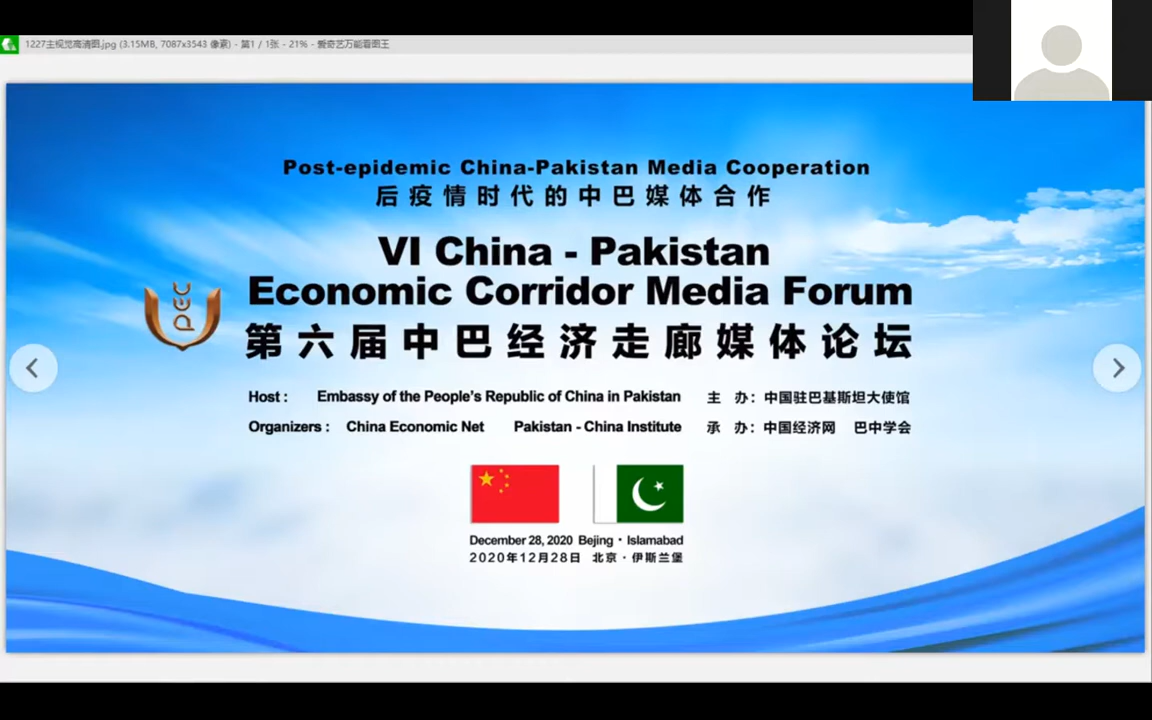 1227主视觉高清图.jpg (3.15MB, 7087x3543 像素) - 第1 / 1张 - 21% - 爱奇艺万能看图王
Post-epidemic China-Pakistan Media Cooperation
后疫情时代的中巴媒体合作
VI China - Pakistan
Economic Corridor Media Forum
第六届中巴经济走廊媒体论坛
Host : Embassy of the People's Republic of China in Pakistan 主 办：中国驻巴基斯坦大使馆
Organizers : China Economic Net Pakistan - China Institute 承 办：中国经济网 巴中学会
December 28, 2020 Bejing · Islamabad
2020年12月28日 北京 · 伊斯兰堡